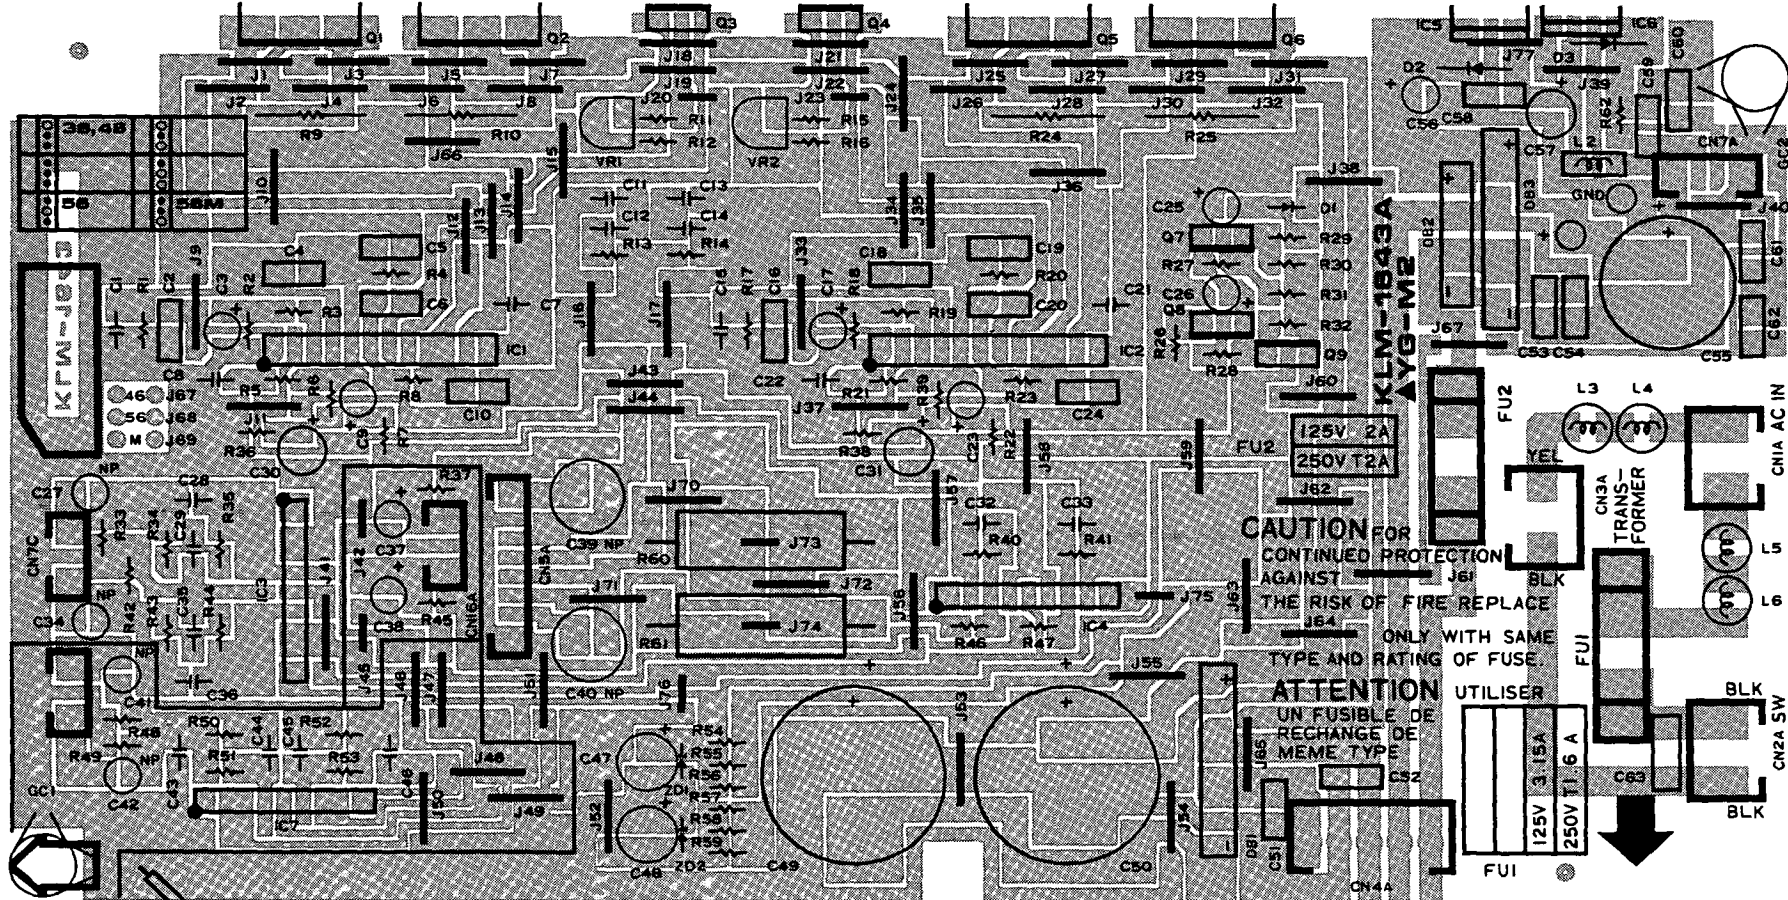 Q1 Q2 Q3 Q4 Q5 Q6 IC5 IC6
J1 J3 J5 J7 J18 J21 J25 J27 J29 J31 J77 C60
J2 J4 J6 J8 J19 J22 J24 J26 J28 J30 J32 D2 D3 J39 C59
J20 R11 J23 R15 C56 C58 R62
R9 R10 R12 R16 R24 R25
38,48 J66 J15 VR1 VR2 C57 L2 CN7A GC2
J10 J14 J36 J38 DB3 GND
56 56M J12 J13 C11 C13 J34 J35 C25 D1 DB2 J40
C12 C14 Q7 R29
R13 R14 R27 R30
J9 C4 C5 R4 C6 J33 C18 C19 R20 C20 C61
C1 R1 C2 C3 R2 R3 C7 J16 J17 C15 R17 C16 C17 R18 R19 C21 C26 R31
R26 R32 C62
IC1 IC2 R28 Q9 J67 C53 C54 C55
KLM-1843A
▲YG-M2
C8 R5 R6 R8 C10 J43 C22 R21 R39 R23 C24 J60
46 J67
56 J68
M J69
J11 J44 J37 FU2 L3 L4 CN1A AC IN
R36 C9 R7 C30 R38 C31 C23 R22 J58 J59
FU2
125V 2A
250V T2A
YEL
C27 NP C28 R35 R37 J70 J57 C32 C33 J62
CN3A
TRANS-
FORMER
CN17C R33 R34 C29 IC3 J41 J42 C37 CN5A C39 NP R60 J73 R40 R41
CAUTION FOR
CONTINUED PROTECTION
AGAINST
THE RISK OF FIRE REPLACE
ONLY WITH SAME
TYPE AND RATING OF FUSE.
ATTENTION UTILISER
UN FUSIBLE DE
RECHANGE DE
MEME TYPE
BLK J61 L5
J71 J72 J56 J75 J63 L6
C34 NP R42 R43 C35 R44 C38 CN16A R45 R61 J74 R46 R47 IC4 J64 FU1
NP C41 C36 J45 J48 J47 J51 C40 NP J76 J53 J55
BLK
CN2A SW
BLK
R48 R49 R50 R51 C44 C45 R52 R53 R54 R55 R56 R57 R58 R59
NP C42 C43 C46 J46 J50 J49 C47 ZD1 J52 J54 C52 C63
GC1 IC7 C48 ZD2 C49 C50 DB1 C51 CN4A
125V 3.15A
250V T1.6 A
FU1